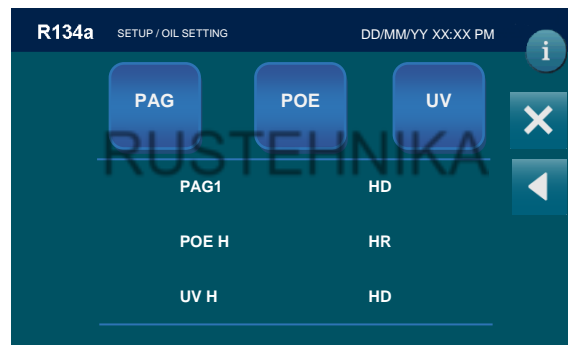 R134a SETUP / OIL SETTING DD/MM/YY XX:XX PM
i
PAG POE UV
RUSTEHNIKA
PAG1 HD
POE H HR
UV H HD